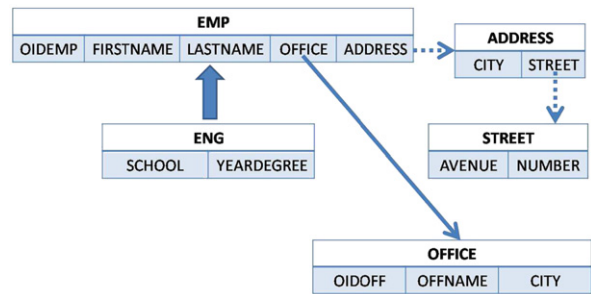 EMP
OIDEMP FIRSTNAME LASTNAME OFFICE ADDRESS
ADDRESS
CITY STREET
ENG
SCHOOL YEARDEGREE
STREET
AVENUE NUMBER
OFFICE
OIDOFF OFFNAME CITY